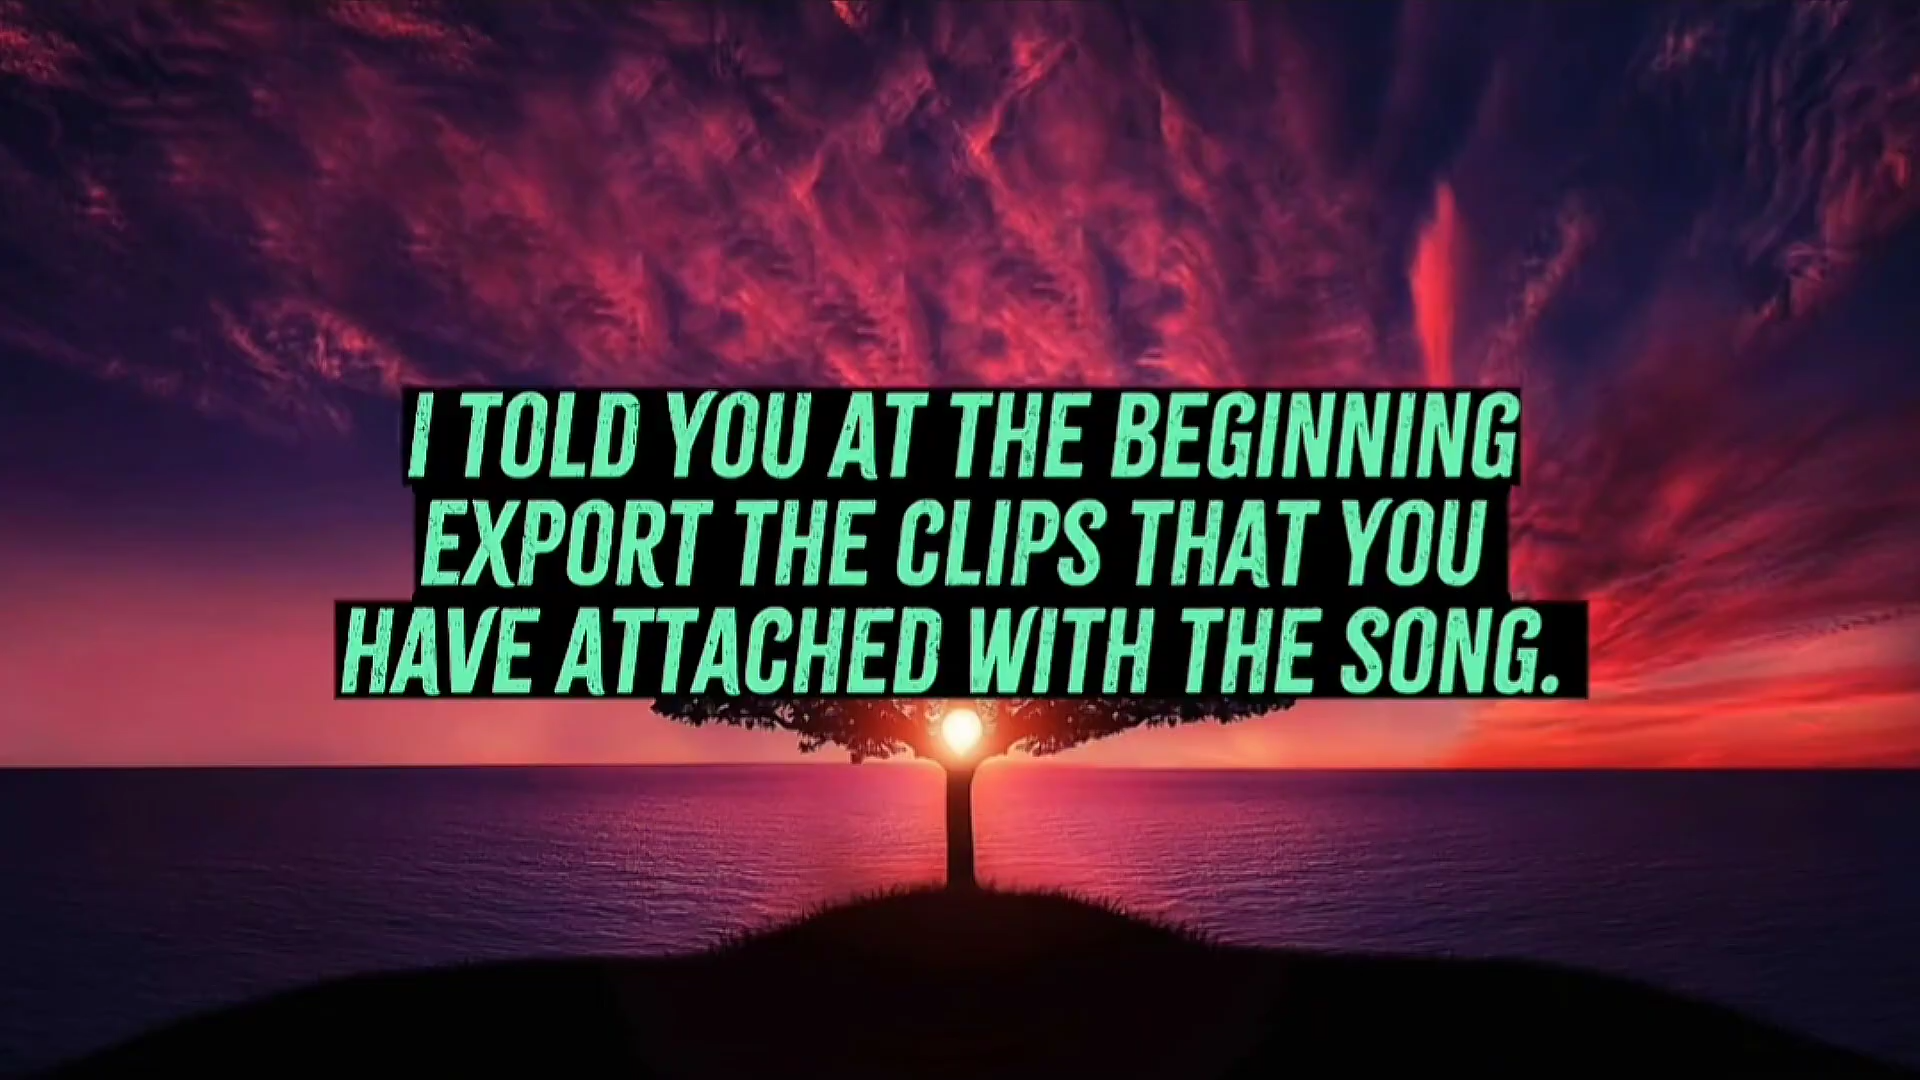 I TOLD YOU AT THE BEGINNING
EXPORT THE CLIPS THAT YOU
HAVE ATTACHED WITH THE SONG.